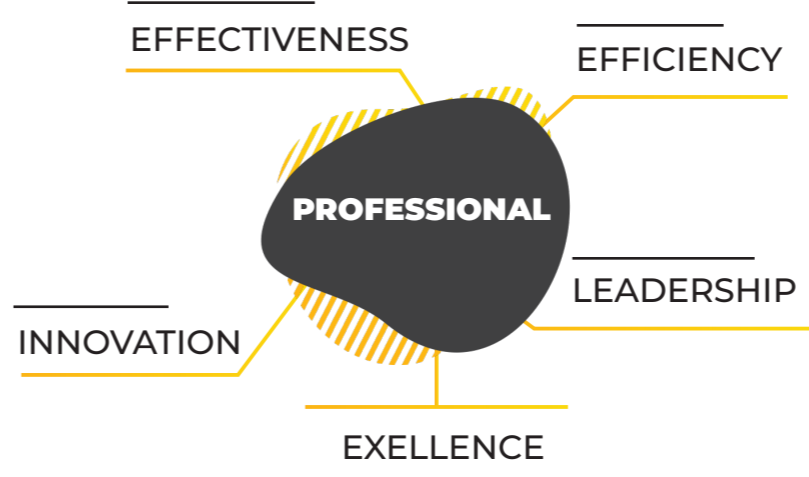 EFFECTIVENESS
EFFICIENCY
PROFESSIONAL
LEADERSHIP
INNOVATION
EXELLENCE